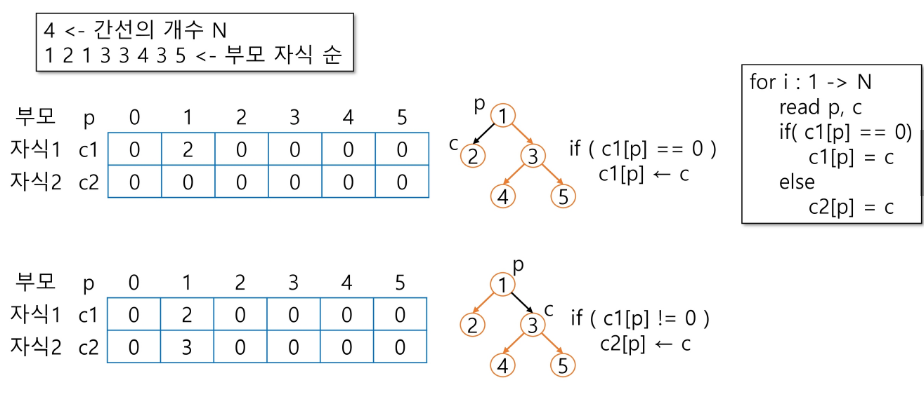 4 <- 간선의 개수 N
1 2 1 3 3 4 3 5 <- 부모 자식 순
for i : 1 -> N
read p, c
if( c1[p] == 0)
c1[p] = c
else
c2[p] = c
부모 p 0 1 2 3 4 5
자식1 c1 0 2 0 0 0 0
자식2 c2 0 0 0 0 0 0
p
1
c
2
3
4
5
if ( c1[p] == 0 )
c1[p] ← c
부모 p 0 1 2 3 4 5
자식1 c1 0 2 0 0 0 0
자식2 c2 0 3 0 0 0 0
p
1
c
2
3
4
5
if ( c1[p] != 0 )
c2[p] ← c